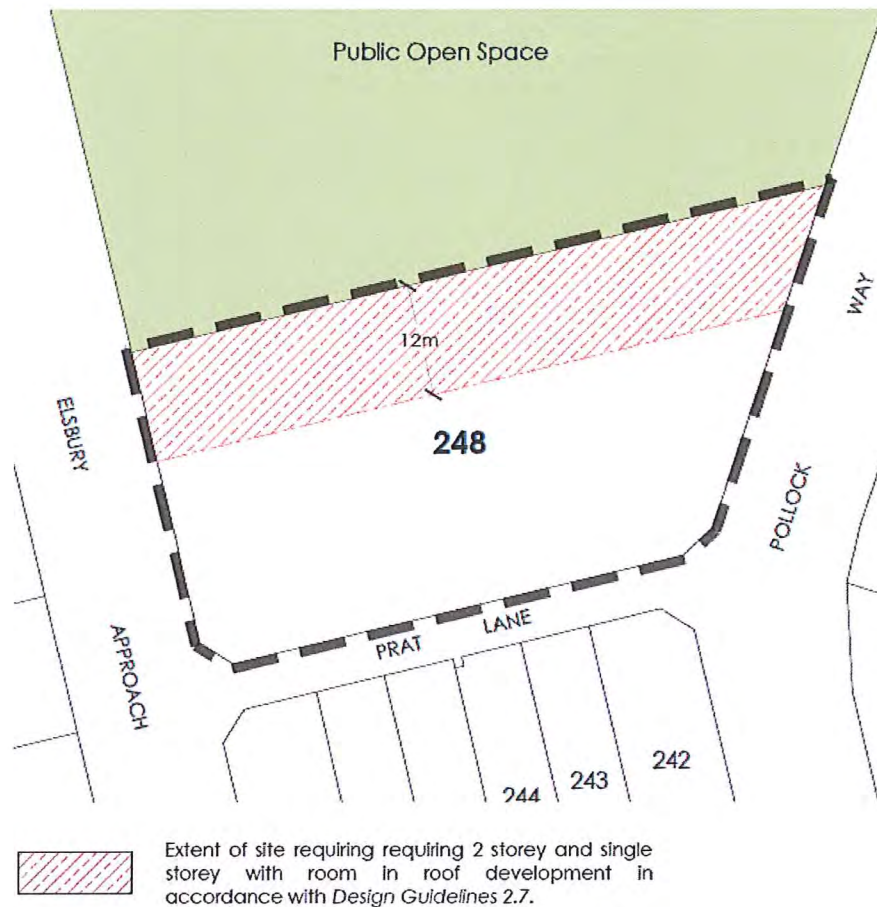 Public Open Space
12m
WAY
ELSBURY
248
POLLOCK
PRAT LANE
APPROACH
244
243
242
Extent of site requiring requiring 2 storey and single
storey with room in roof development in
accordance with Design Guidelines 2.7.